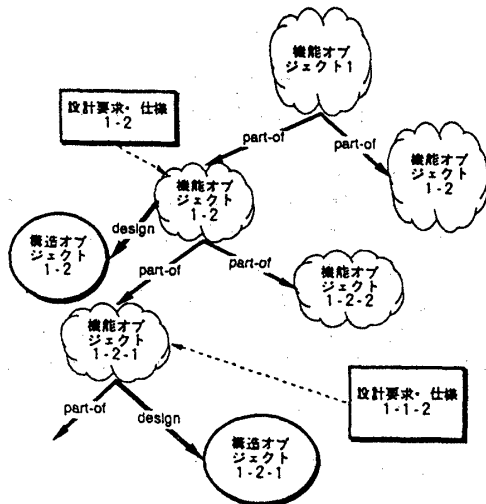 機能オブ
ジェクト1
設計要求・仕様
1-2
part-of
part-of
機能オブ
ジェクト
1-2
機能オブ
ジェクト
1-2
design
構造オブ
ジェクト
1-2
part-of
part-of
機能オブ
ジェクト
1-2-2
機能オブ
ジェクト
1-2-1
設計要求・仕様
1-1-2
part-of
design
構造オブ
ジェクト
1-2-1